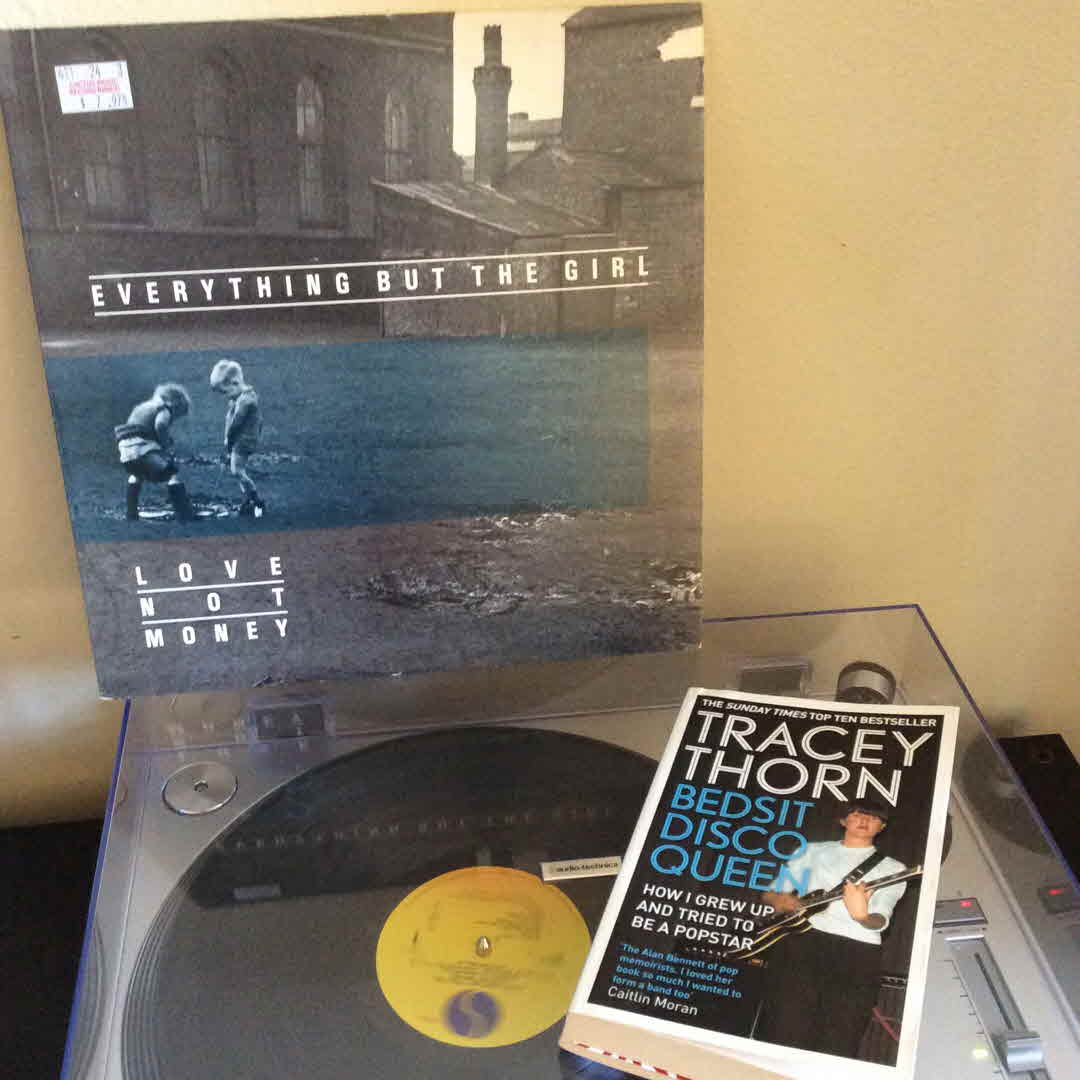 EVERYTHING BUT THE GIRL
LOVE
NOT
MONEY
audio-technica
THE SUNDAY TIMES TOP TEN BESTSELLER
TRACEY
THORN
BEDSIT
DISCO
QUEEN
HOW I GREW UP
AND TRIED TO
BE A POPSTAR
'The Alan Bennett of pop
memoirists. I loved her
book so much I wanted to
form a band too'
Caitlin Moran